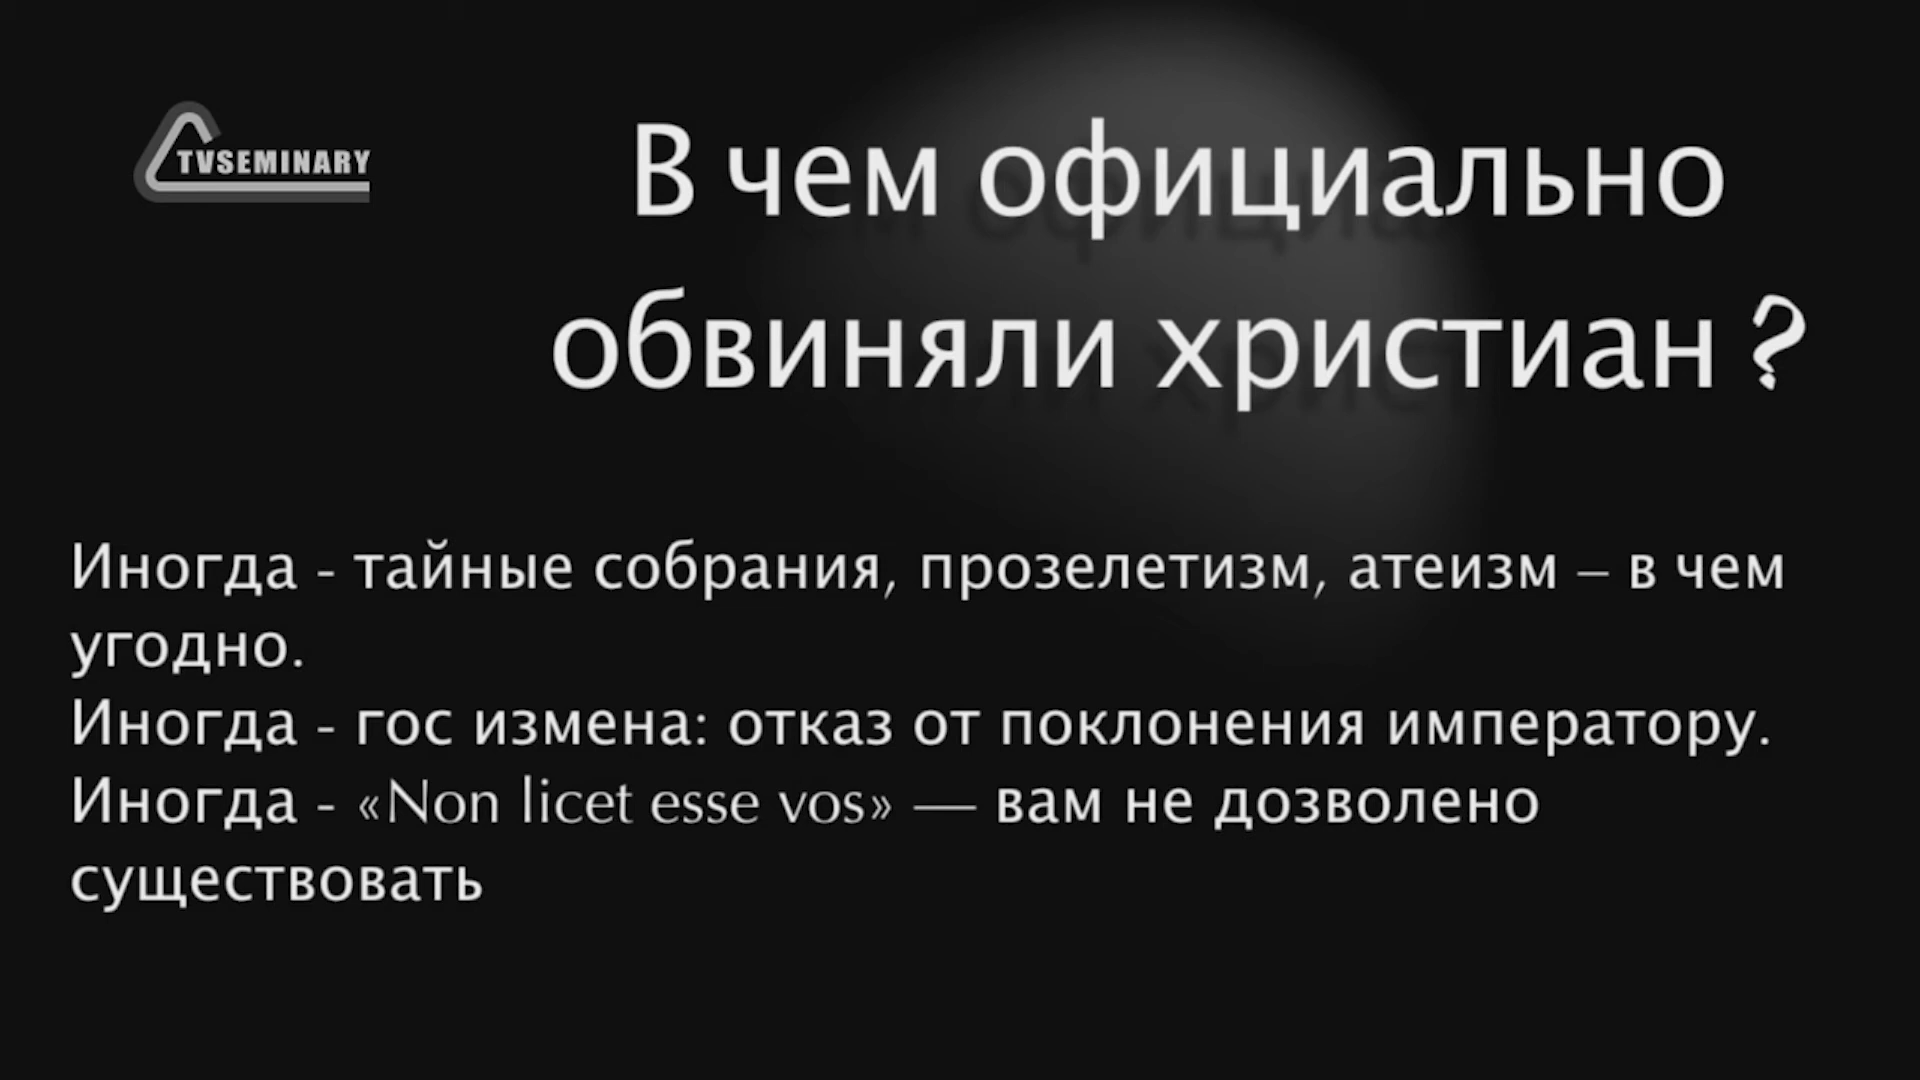 TVSEMINARY
В чем официально
обвиняли христиан ?
Иногда - тайные собрания, прозелетизм, атеизм – в чем
угодно.
Иногда - гос измена: отказ от поклонения императору.
Иногда - «Non licet esse vos» — вам не дозволено
существовать